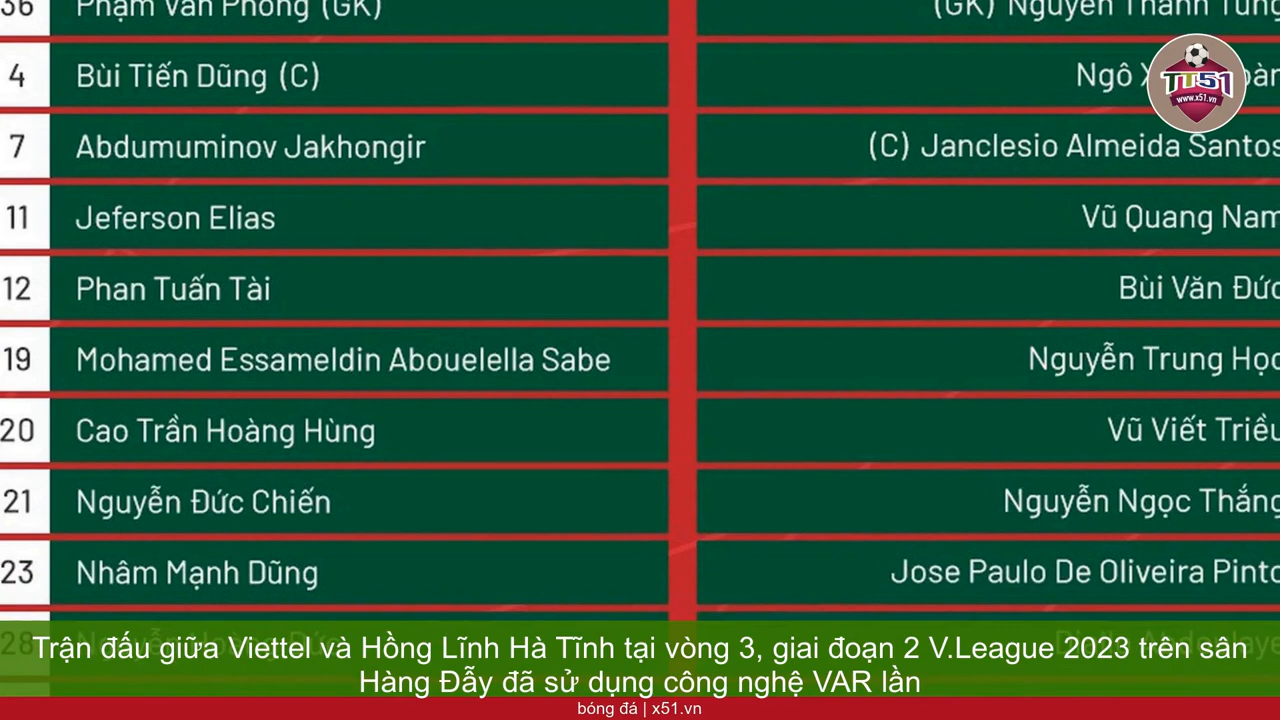 36 Phạm Văn Phong (GK) (GK) Nguyễn Thanh Tùng
4 Bùi Tiến Dũng (C) Ngô
TT51
www.x51.vn
7 Abdumuminov Jakhongir (C) Janclesio Almeida Santos
11 Jeferson Elias Vũ Quang Nam
12 Phan Tuấn Tài Bùi Văn Đức
19 Mohamed Essameldin Abouelella Sabe Nguyễn Trung Học
20 Cao Trần Hoàng Hùng Vũ Viết Triều
21 Nguyễn Đức Chiến Nguyễn Ngọc Thắng
23 Nhâm Mạnh Dũng Jose Paulo De Oliveira Pinto
28
Trận đấu giữa Viettel và Hồng Lĩnh Hà Tĩnh tại vòng 3, giai đoạn 2 V.League 2023 trên sân
Hàng Đẫy đã sử dụng công nghệ VAR lần
bóng đá | x51.vn